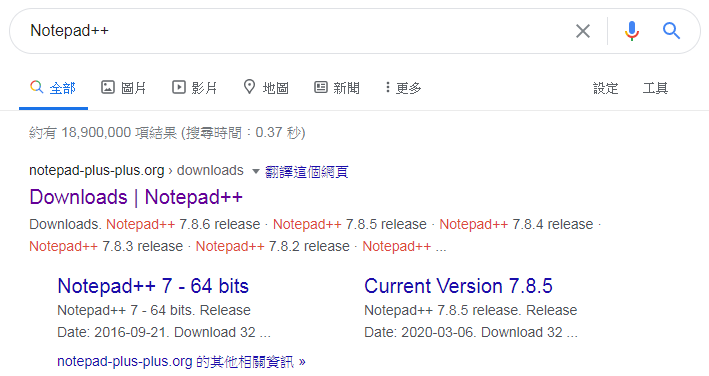 Notepad++
全部 圖片 影片 地圖 新聞 更多 設定 工具
約有 18,900,000 項結果 (搜尋時間：0.37 秒)
notepad-plus-plus.org › downloads 翻譯這個網頁
Downloads | Notepad++
Downloads. Notepad++ 7.8.6 release · Notepad++ 7.8.5 release · Notepad++ 7.8.4 release ·
Notepad++ 7.8.3 release · Notepad++ 7.8.2 release · Notepad++ ...
Notepad++ 7 - 64 bits Current Version 7.8.5
Notepad++ 7 - 64 bits. Release Notepad++ 7.8.5 release. Release
Date: 2016-09-21. Download 32 ... Date: 2020-03-06. Download 32 ...
notepad-plus-plus.org 的其他相關資訊 »